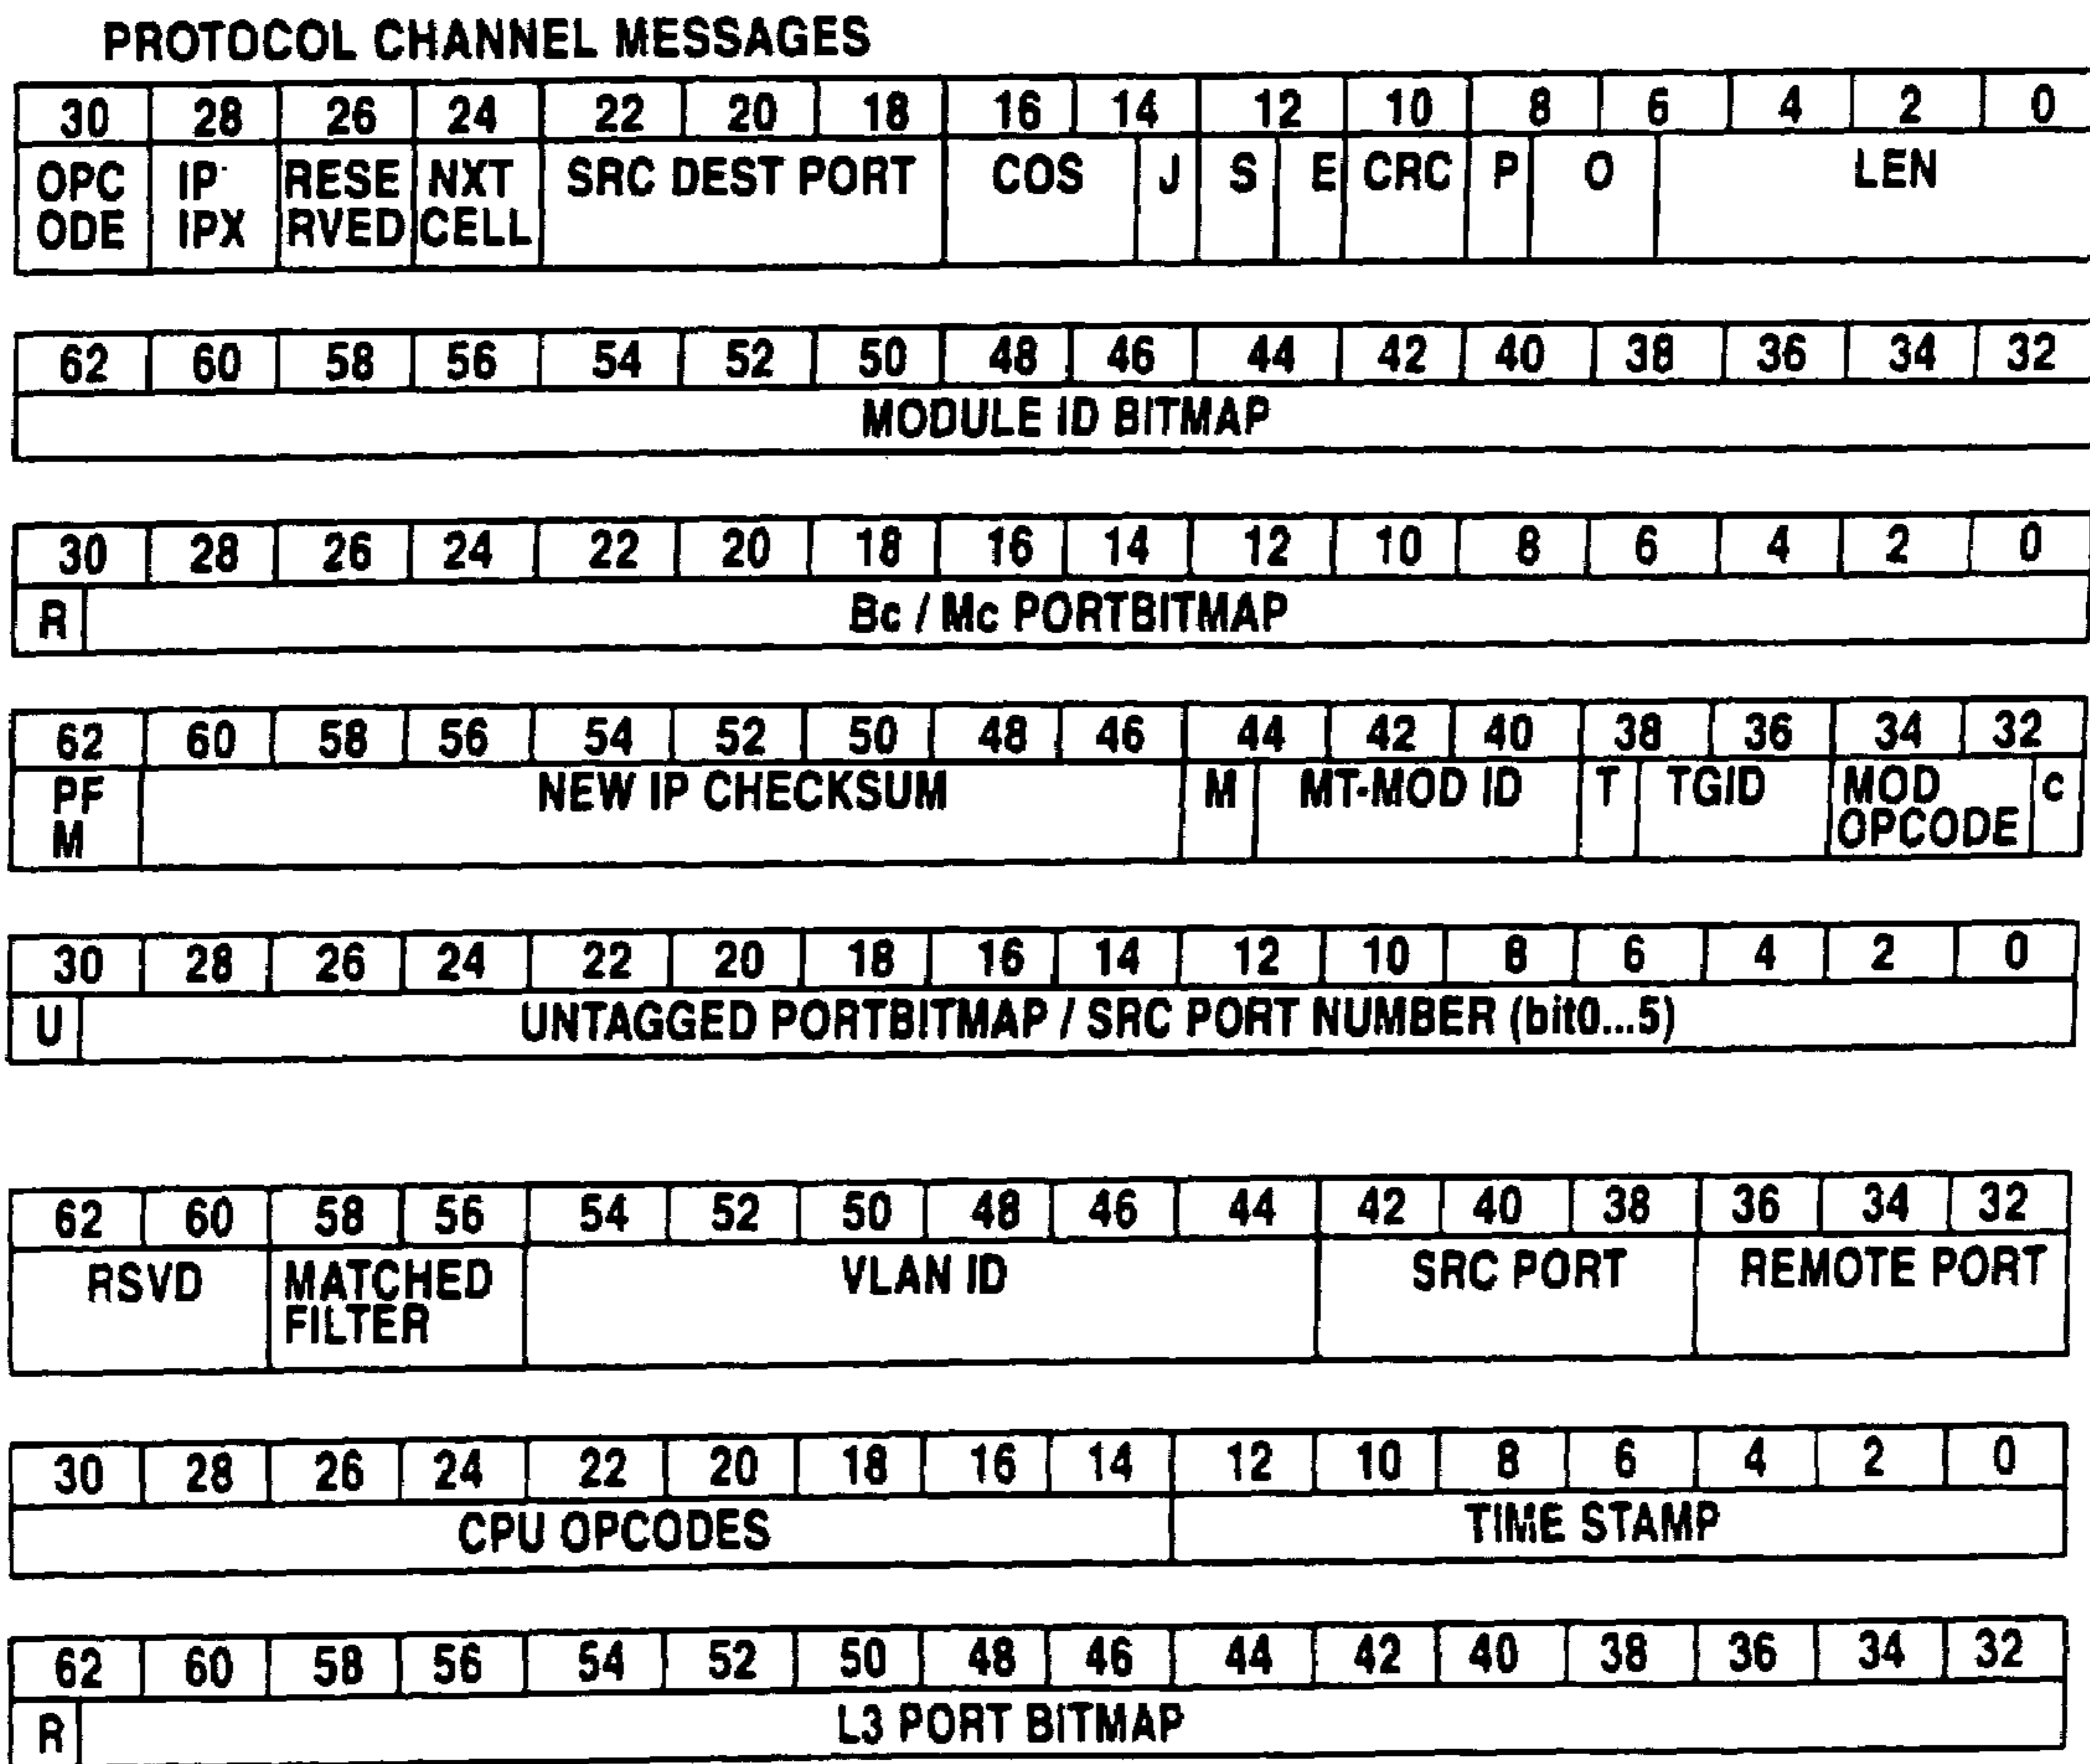 PROTOCOL CHANNEL MESSAGES
30 28 26 24 22 20 18 16 14 12 10 8 6 4 2 0
OPC IP RESE NXT SRC DEST PORT COS J S E CRC P O LEN
ODE IPX RVED CELL
62 60 58 56 54 52 50 48 46 44 42 40 38 36 34 32
MODULE ID BITMAP
30 28 26 24 22 20 18 16 14 12 10 8 6 4 2 0
R Bc / Mc PORTBITMAP
62 60 58 56 54 52 50 48 46 44 42 40 38 36 34 32
PF NEW IP CHECKSUM M MT-MOD ID T TGID MOD C
M OPCODE
30 28 26 24 22 20 18 16 14 12 10 8 6 4 2 0
U UNTAGGED PORTBITMAP / SRC PORT NUMBER (bit0...5)
62 60 58 56 54 52 50 48 46 44 42 40 38 36 34 32
RSVD MATCHED VLAN ID SRC PORT REMOTE PORT
FILTER
30 28 26 24 22 20 18 16 14 12 10 8 6 4 2 0
CPU OPCODES TIME STAMP
62 60 58 56 54 52 50 48 46 44 42 40 38 36 34 32
R L3 PORT BITMAP